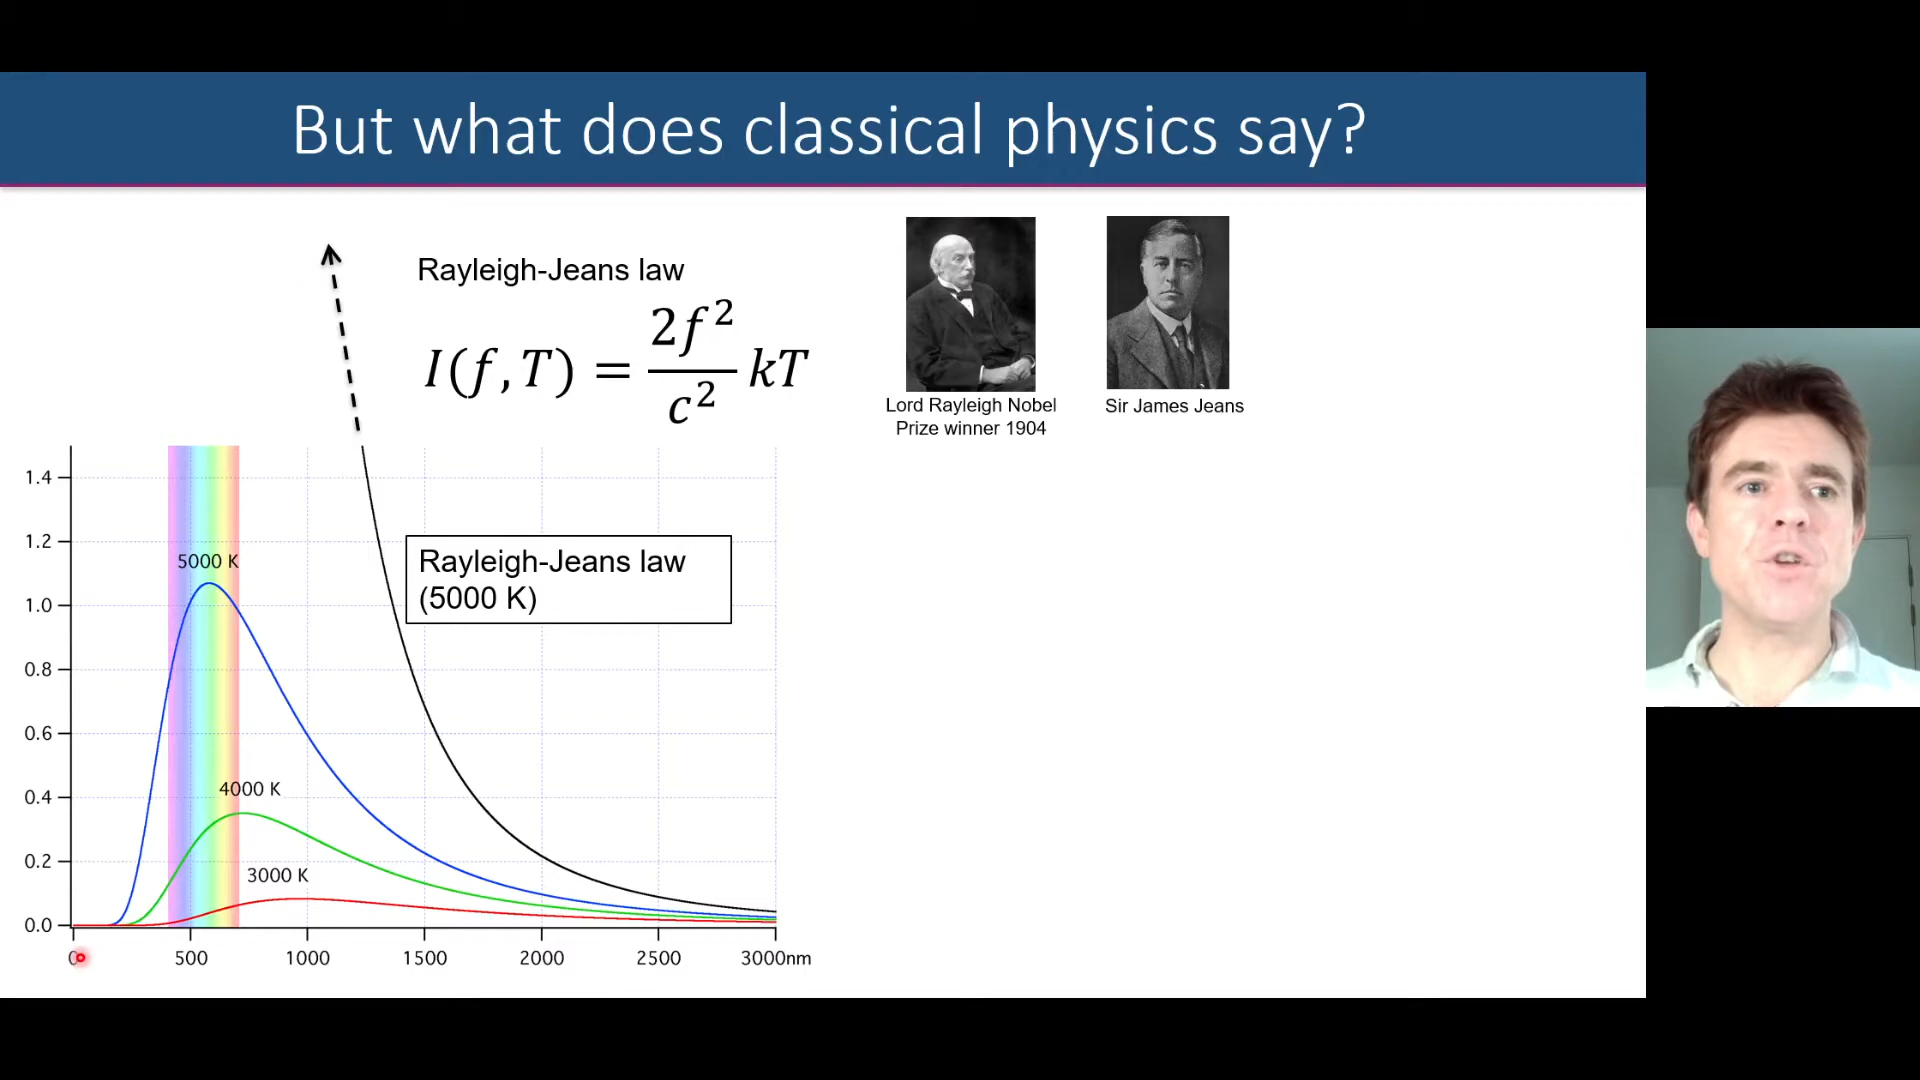 But what does classical physics say?
Rayleigh-Jeans law
I(f,T) = 2f²/c² kT
Lord Rayleigh Nobel
Prize winner 1904
Sir James Jeans
1.4
1.2
1.0
0.8
0.6
0.4
0.2
0.0
5000 K
4000 K
3000 K
Rayleigh-Jeans law
(5000 K)
0 500 1000 1500 2000 2500 3000nm